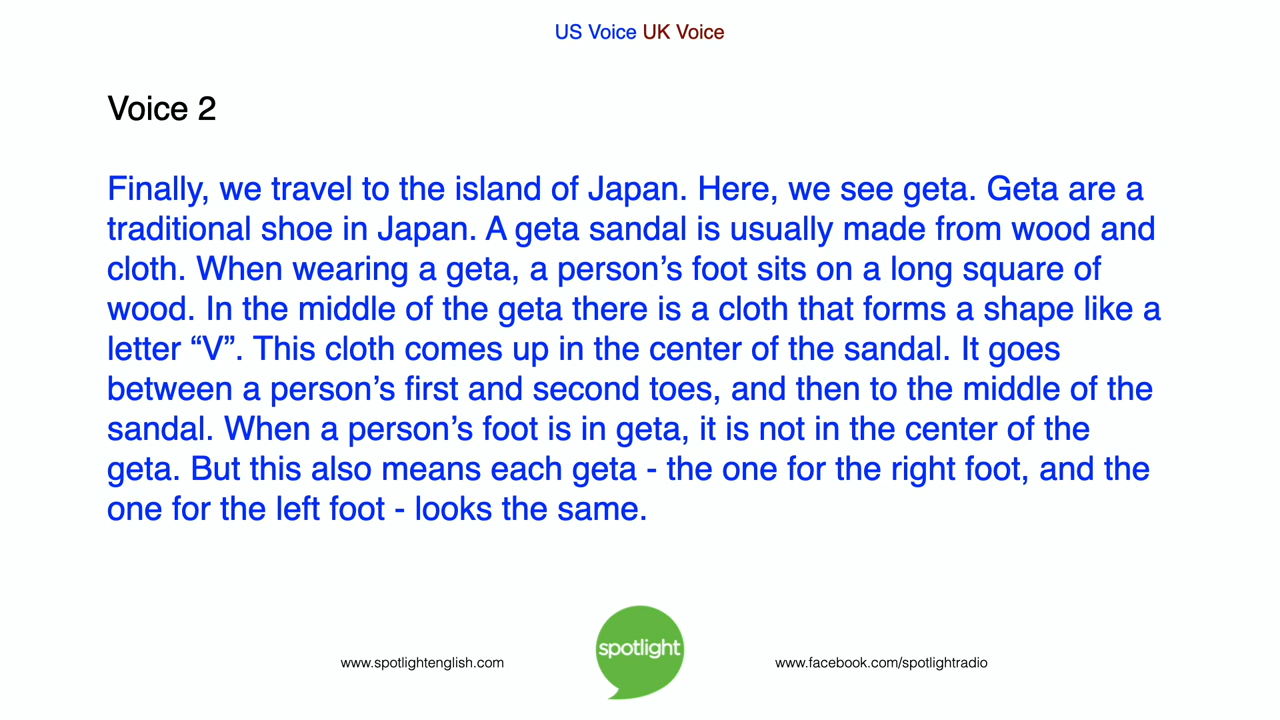 US Voice UK Voice
Voice 2
Finally, we travel to the island of Japan. Here, we see geta. Geta are a
traditional shoe in Japan. A geta sandal is usually made from wood and
cloth. When wearing a geta, a person’s foot sits on a long square of
wood. In the middle of the geta there is a cloth that forms a shape like a
letter “V”. This cloth comes up in the center of the sandal. It goes
between a person’s first and second toes, and then to the middle of the
sandal. When a person’s foot is in geta, it is not in the center of the
geta. But this also means each geta - the one for the right foot, and the
one for the left foot - looks the same.
www.spotlightenglish.com
spotlight
www.facebook.com/spotlightradio